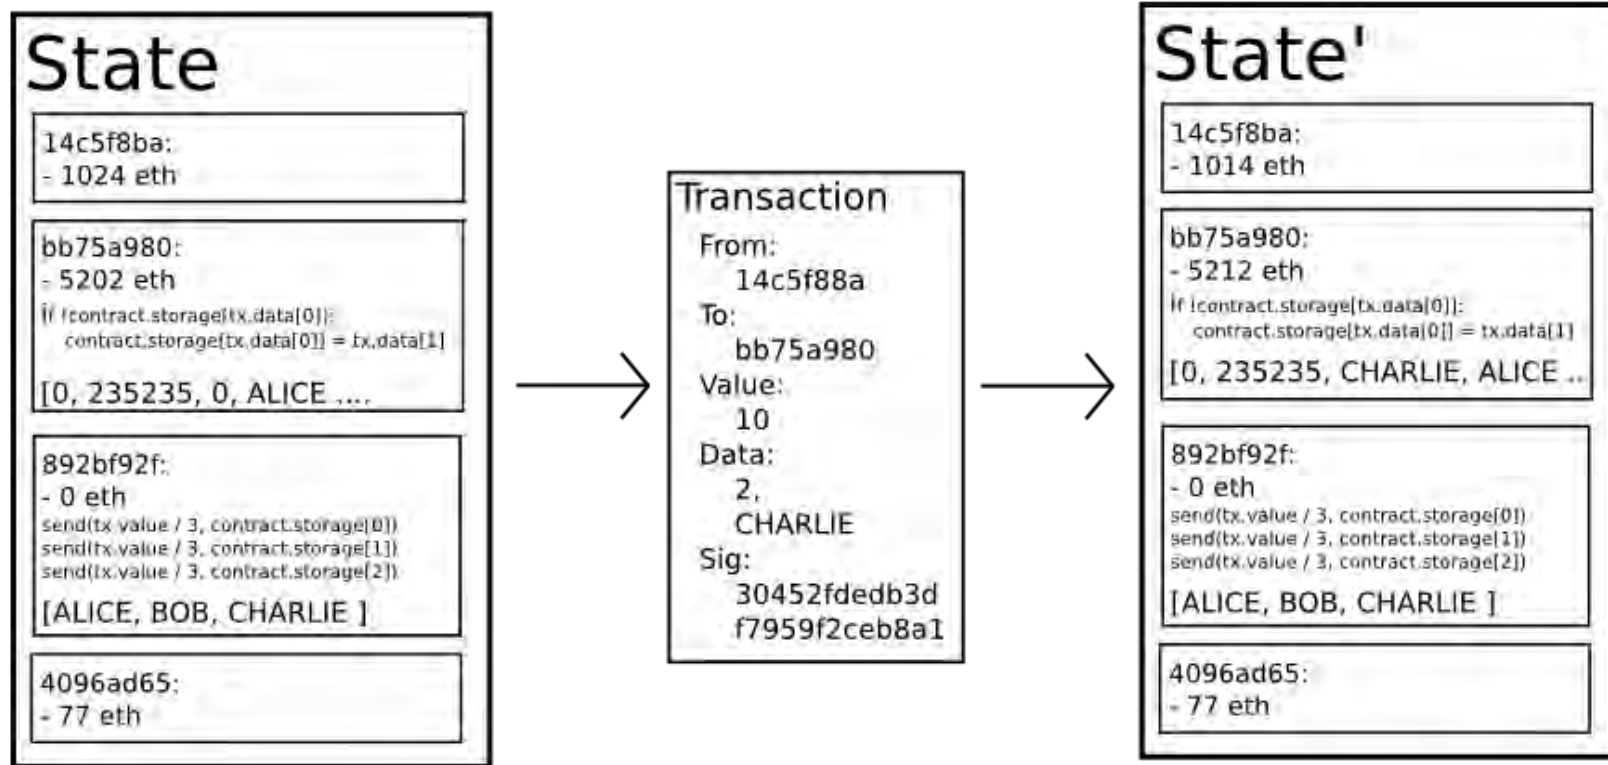 State
14c5f8ba:
- 1024 eth
bb75a980:
- 5202 eth
if !contract.storage[tx.data[0]]:
contract.storage[tx.data[0]] = tx.data[1]
[0, 235235, 0, ALICE ....
892bf92f:
- 0 eth
send(tx.value / 3, contract.storage[0])
send(tx.value / 3, contract.storage[1])
send(tx.value / 3, contract.storage[2])
[ALICE, BOB, CHARLIE ]
4096ad65:
- 77 eth
Transaction
From:
14c5f88a
To:
bb75a980
Value:
10
Data:
2,
CHARLIE
Sig:
30452fdedb3d
f7959f2ceb8a1
State'
14c5f8ba:
- 1014 eth
bb75a980:
- 5212 eth
if !contract.storage[tx.data[0]]:
contract.storage[tx.data[0]] = tx.data[1]
[0, 235235, CHARLIE, ALICE ..
892bf92f:
- 0 eth
send(tx.value / 3, contract.storage[0])
send(tx.value / 3, contract.storage[1])
send(tx.value / 3, contract.storage[2])
[ALICE, BOB, CHARLIE ]
4096ad65:
- 77 eth